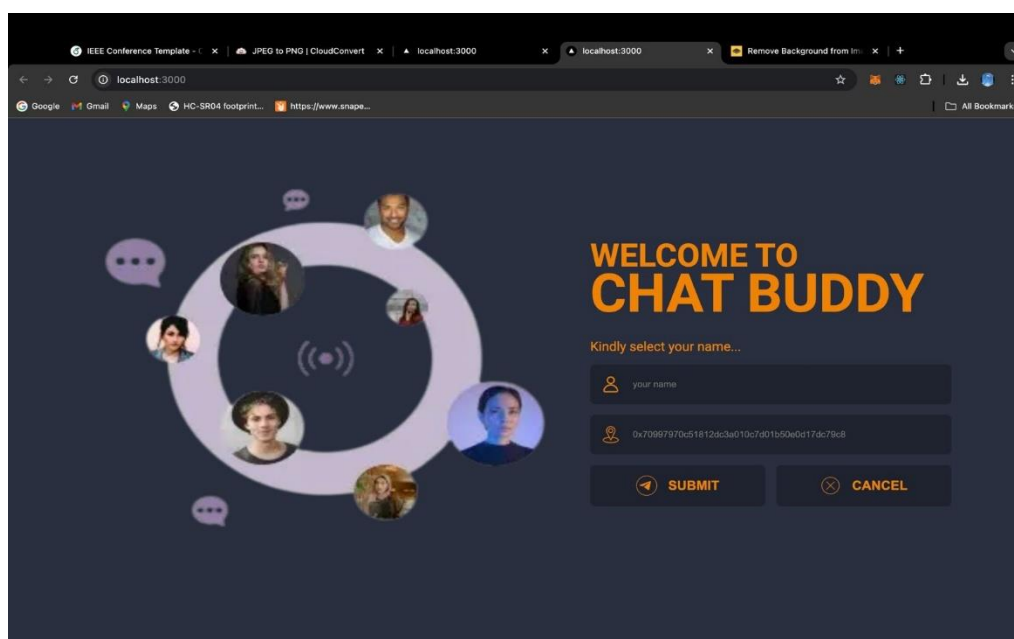 IEEE Conference Template - C
JPEG to PNG | CloudConvert
localhost:3000
localhost:3000
Remove Background from Im
localhost:3000
Google
Gmail
Maps
HC-SR04 footprint...
https://www.snape...
All Bookmark
WELCOME TO
CHAT BUDDY
Kindly select your name...
your name
0x70997970c51812dc3a010c7d01b50e0d17dc79c8
SUBMIT
CANCEL